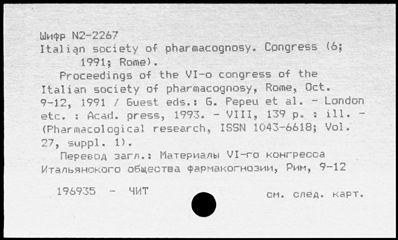 Шифр N2-2267
Italian society of pharmacognosy. Congress (6;
1991; Rome).
Proceedings of the VI-o congress of the
Italian society of pharmacognosy, Rome, Oct.
9-12, 1991 / Guest eds.: G. Pepeu et al. - London
etc. : Acad. press, 1993. - VIII, 139 p. : ill. -
(Pharmacological research, ISSN 1043-6618; Vol.
27, suppl. 1).
Перевод загл.: Материалы VI-го конгресса
Итальянского общества фармакогнозии, Рим, 9-12
196935 - ЧИТ см. след. карт.